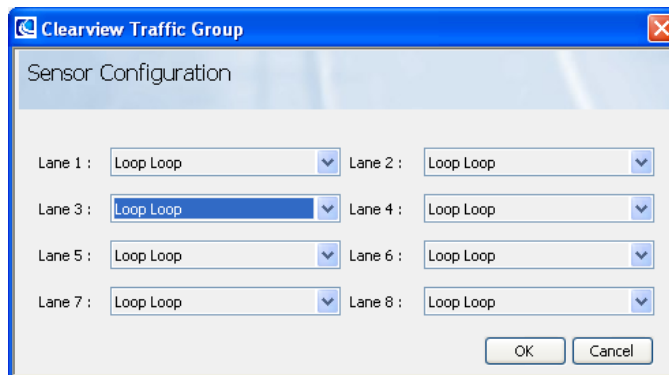 Clearview Traffic Group
Sensor Configuration
Lane 1 : Loop Loop Lane 2 : Loop Loop
Lane 3 : Loop Loop Lane 4 : Loop Loop
Lane 5 : Loop Loop Lane 6 : Loop Loop
Lane 7 : Loop Loop Lane 8 : Loop Loop
OK Cancel